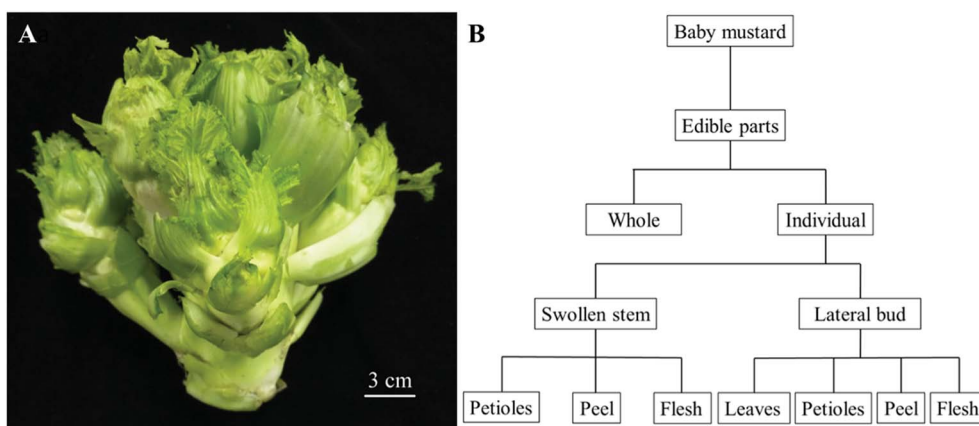 A
3 cm
B
Baby mustard
Edible parts
Whole
Individual
Swollen stem
Lateral bud
Petioles
Peel
Flesh
Leaves
Petioles
Peel
Flesh